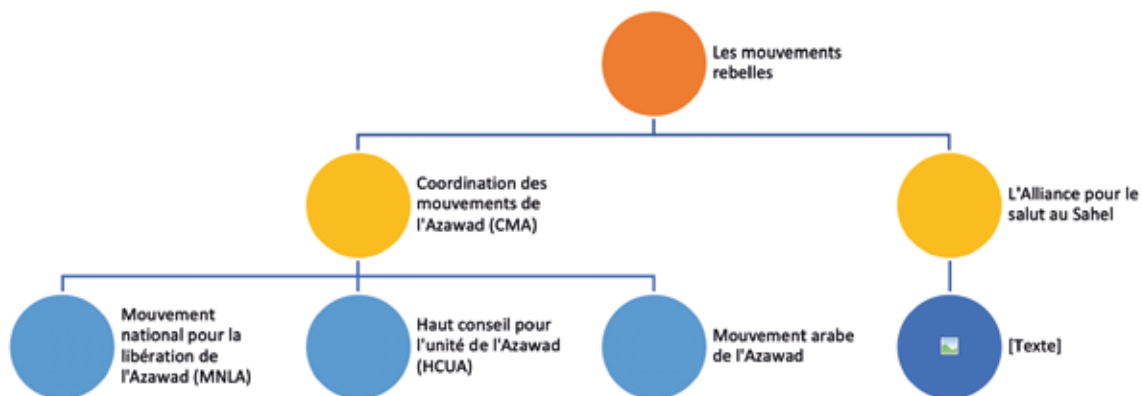 Les mouvements
rebelles
Coordination des
mouvements de
l'Azawad (CMA)
L'Alliance pour le
salut au Sahel
Mouvement
national pour la
libération de
l'Azawad (MNLA)
Haut conseil pour
l'unité de l'Azawad
(HCUA)
Mouvement arabe
de l'Azawad
[Texte]